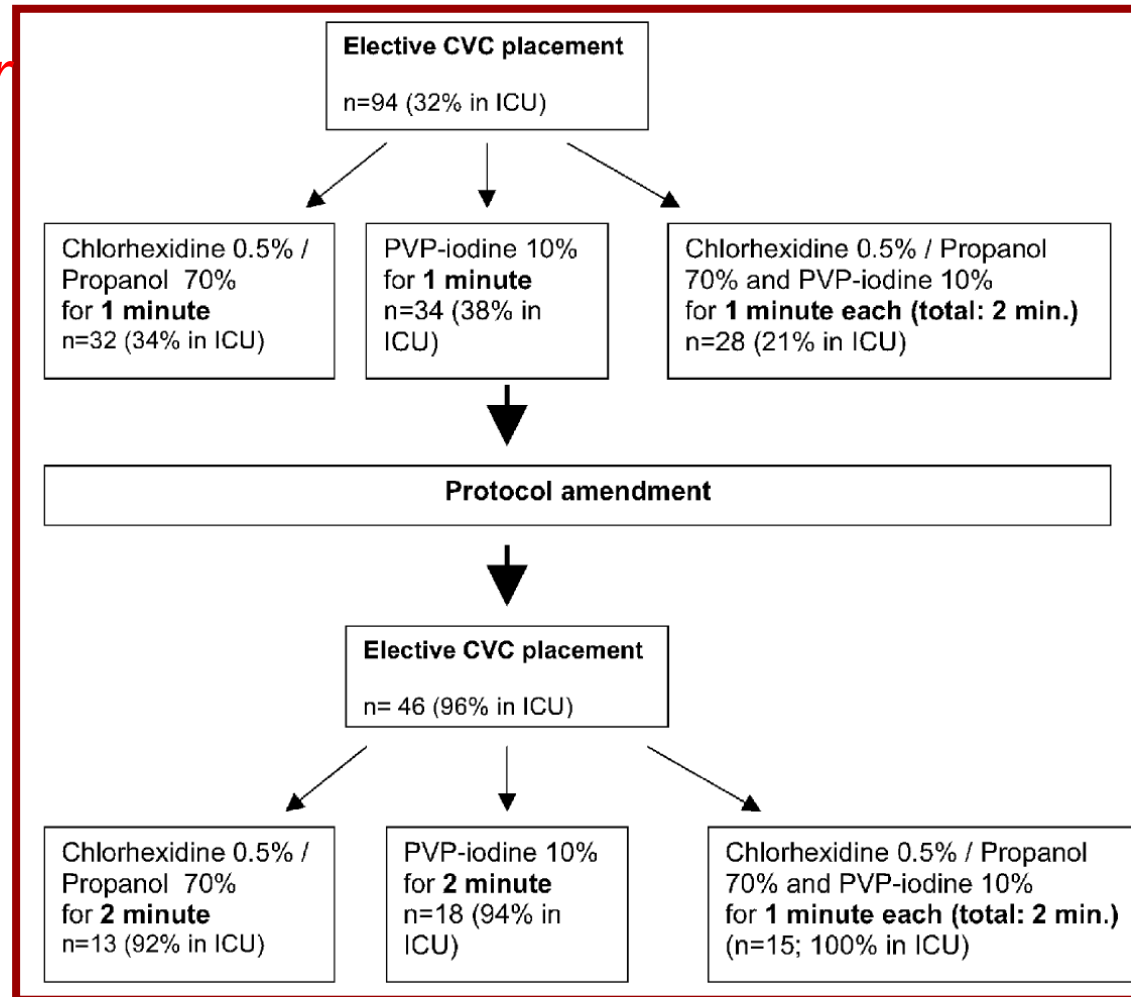 r
Elective CVC placement
n=94 (32% in ICU)
Chlorhexidine 0.5% /
Propanol 70%
for 1 minute
n=32 (34% in ICU)
PVP-iodine 10%
for 1 minute
n=34 (38% in
ICU)
Chlorhexidine 0.5% / Propanol
70% and PVP-iodine 10%
for 1 minute each (total: 2 min.)
n=28 (21% in ICU)
Protocol amendment
Elective CVC placement
n= 46 (96% in ICU)
Chlorhexidine 0.5% /
Propanol 70%
for 2 minute
n=13 (92% in ICU)
PVP-iodine 10%
for 2 minute
n=18 (94% in
ICU)
Chlorhexidine 0.5% / Propanol
70% and PVP-iodine 10%
for 1 minute each (total: 2 min.)
(n=15; 100% in ICU)